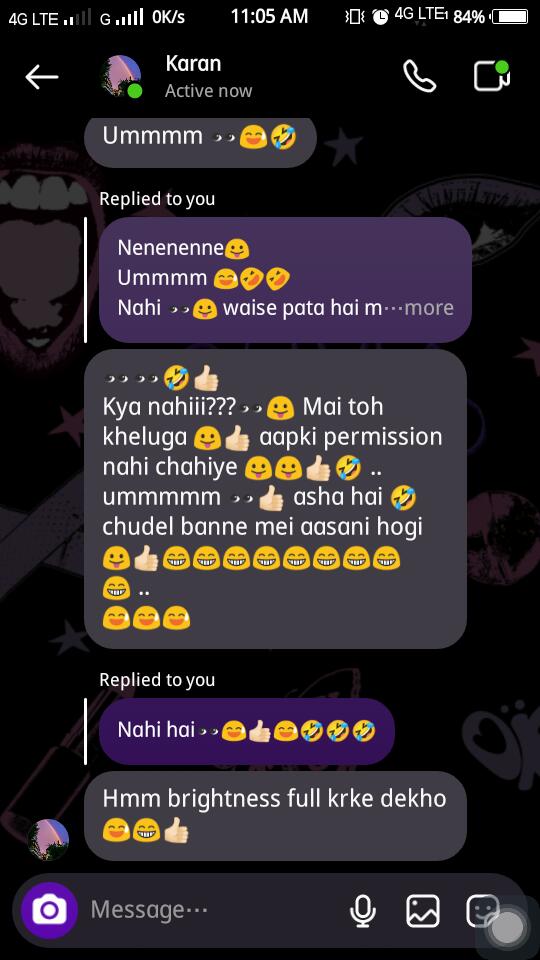 4G LTE G 0K/s 11:05 AM 4G LTE 84%
Karan
Active now
Ummmm 👀😅🤣
Replied to you
Nenenenne😛
Ummmm 😅🤣🤣
Nahi 👀😛 waise pata hai m···more
👀👀🤣👍🏻
Kya nahiii???👀😛 Mai toh
kheluga 😛👍🏻 aapki permission
nahi chahiye 😛😛👍🏻🤣 ..
ummmmm 👀👍🏻 asha hai 🤣
chudel banne mei aasani hogi
😛👍🏻😁😁😁😁😁😁😁😁
😁 ..
😅😅😅
Replied to you
Nahi hai👀😅👍🏻😅🤣🤣🤣
Hmm brightness full krke dekho
😅😁👍🏻
Message···